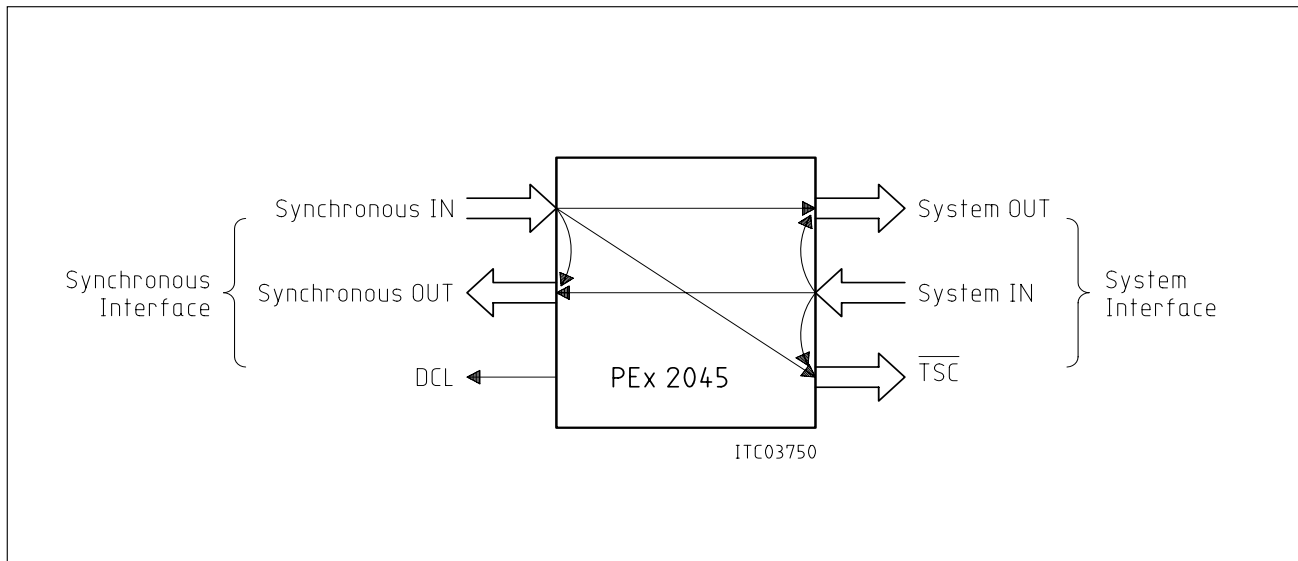 Synchronous IN
System OUT
Synchronous
Interface
Synchronous OUT
System IN
System
Interface
DCL
PEx 2045
TSC
ITC03750